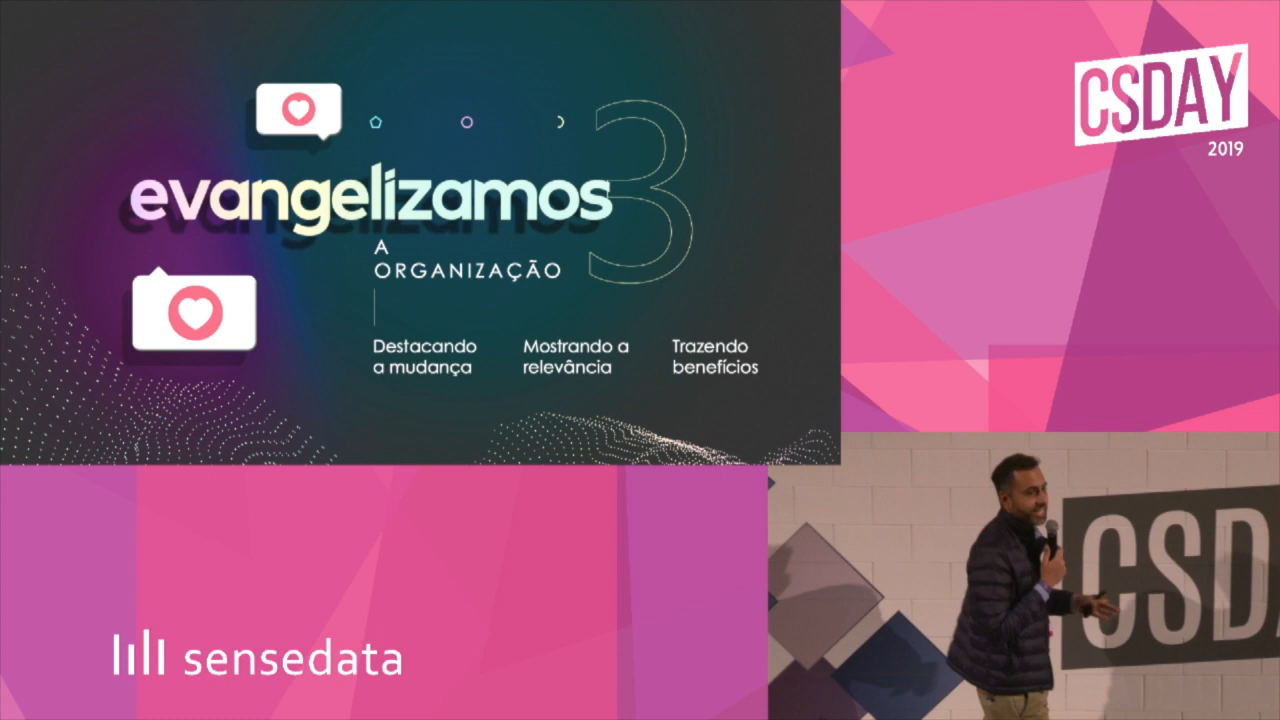 evangelizamos
3
A
ORGANIZAÇÃO
Destacando
a mudança
Mostrando a
relevância
Trazendo
benefícios
CSDAY
2019
sensedata
CSD